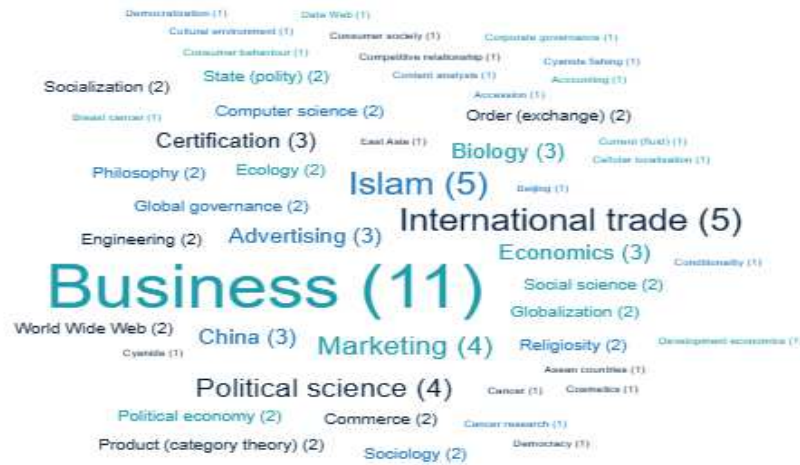 Democratization (1) Data Web (1)
Cultural environment (1) Consumer society (1) Corporate governance (1)
Consumer behaviour (1) Competitive relationship (1) Cyanide fishing (1)
Socialization (2) State (polity) (2) Content analysis (1) Accounting (1)
Accession (1)
Breast cancer (1) Computer science (2) Order (exchange) (2)
Certification (3) East Asia (1) Biology (3) Current (fluid) (1)
Cellular localization (1)
Philosophy (2) Ecology (2) Islam (5) Beijing (1)
Global governance (2) International trade (5)
Engineering (2) Advertising (3) Economics (3) Conditionality (1)
Business (11) Social science (2)
Globalization (2)
World Wide Web (2) China (3) Marketing (4) Religiosity (2) Development economics (1
Cyanide (1) Asean countries (1)
Political science (4) Cancer (1) Cosmetics (1)
Political economy (2) Commerce (2) Cancer research (1)
Product (category theory) (2) Sociology (2) Democracy (1)